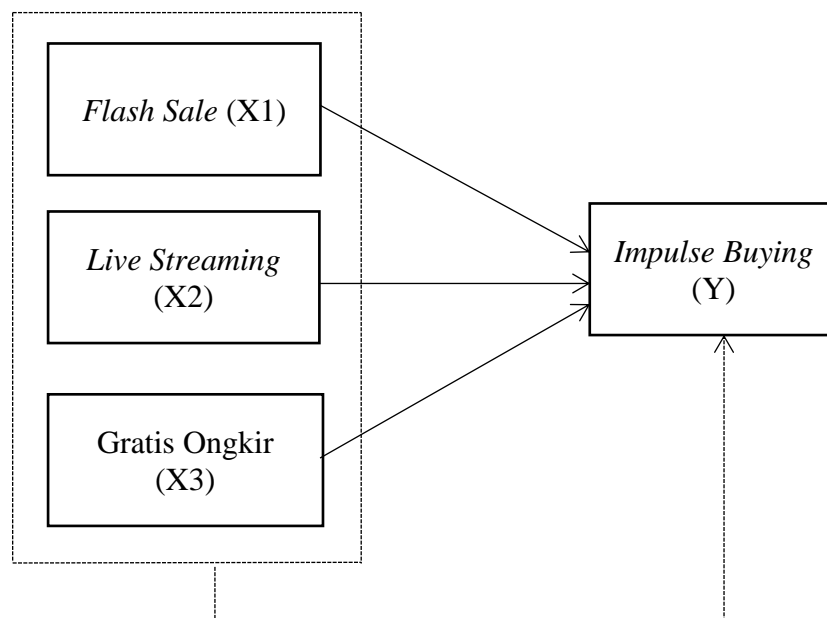 Flash Sale (X1)
Live Streaming
(X2)
Gratis Ongkir
(X3)
Impulse Buying
(Y)